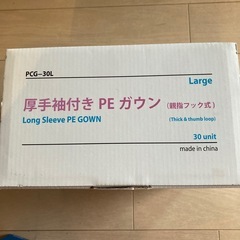 PCG-30L
Large
厚手袖付き PE ガウン（親指フック式）
Long Sleeve PE GOWN (Thick & thumb loop)
30 unit
made in china